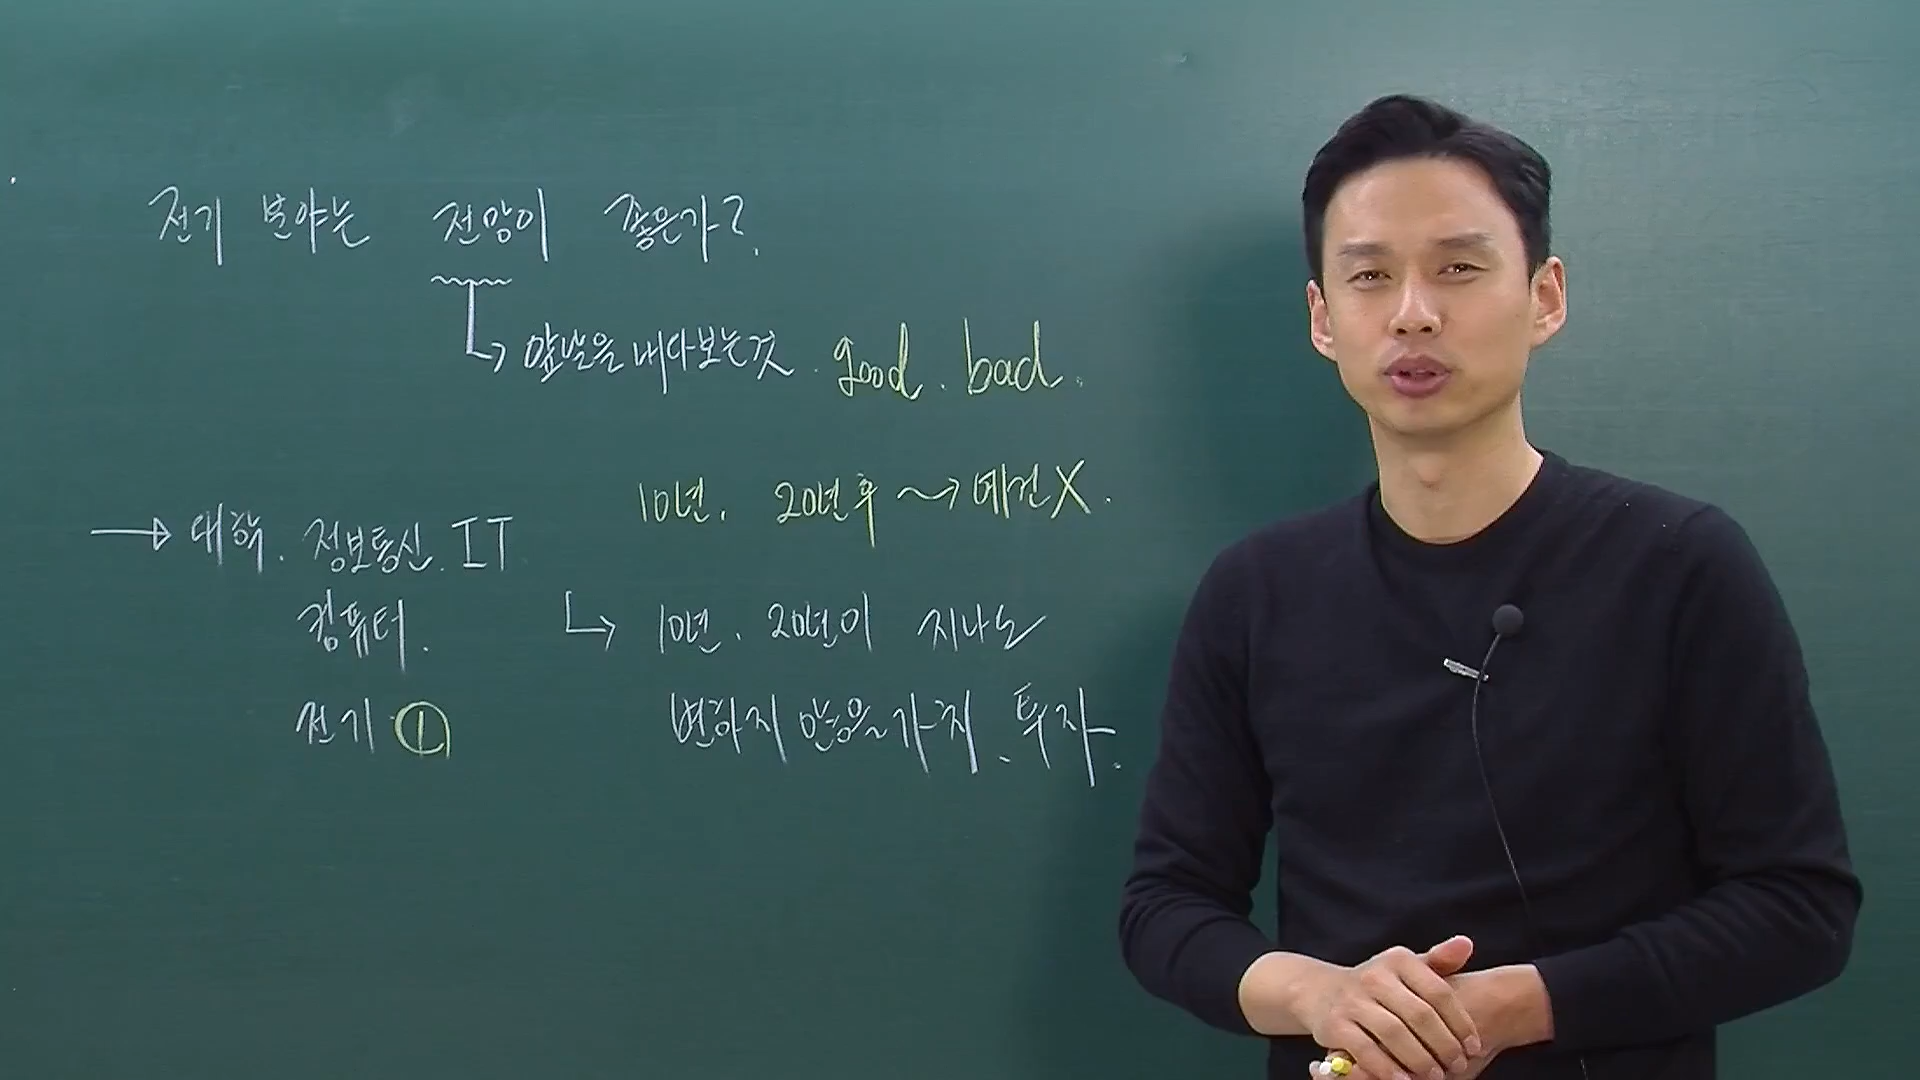 전기 분야는 전망이 좋은가?
앞날을 내다보는것. good. bad.
10년. 20년후 → 예견X.
→ 대학. 정보통신. IT
컴퓨터.
전기 ①
→ 10년. 20년이 지나도
변하지 않을 가치. 투자.